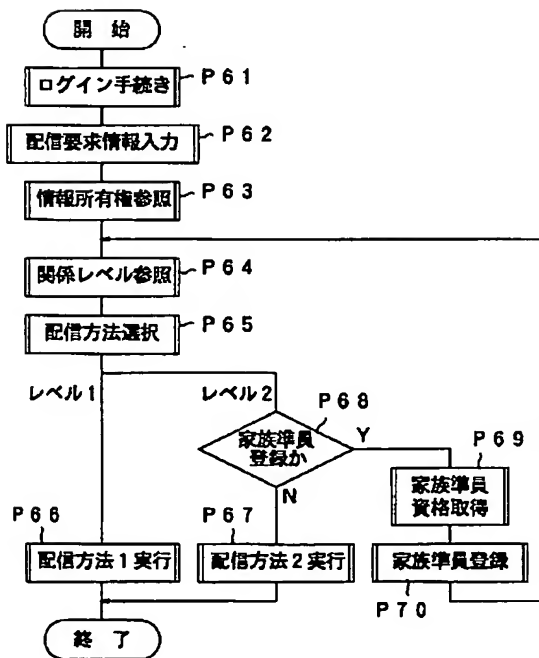 開 始
ログイン手続き
P61
配信要求情報入力
P62
情報所有権参照
P63
関係レベル参照
P64
配信方法選択
P65
レベル1
レベル2
P68
家族準員
登録か
Y
N
P69
家族準員
資格取得
P66
配信方法1実行
P67
配信方法2実行
家族準員登録
P70
終 了